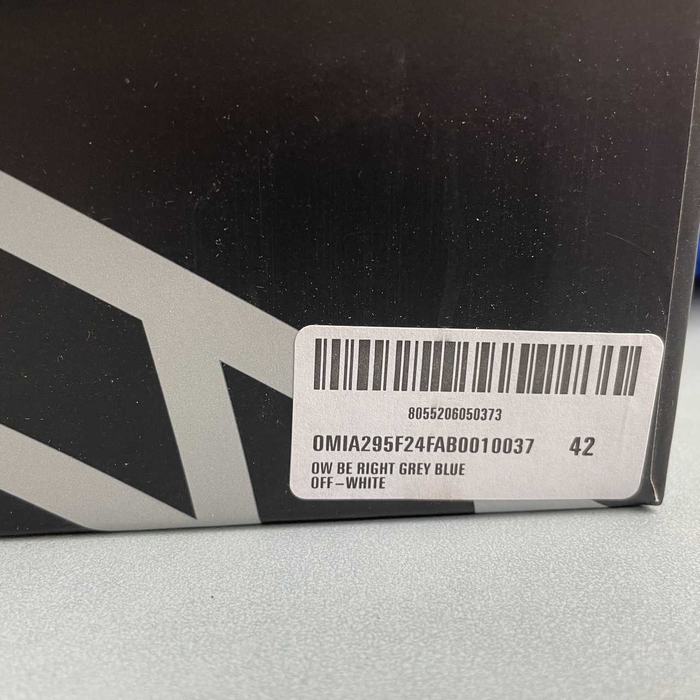 8055206050373
OMIA295F24FAB0010037 42
OW BE RIGHT GREY BLUE
OFF-WHITE